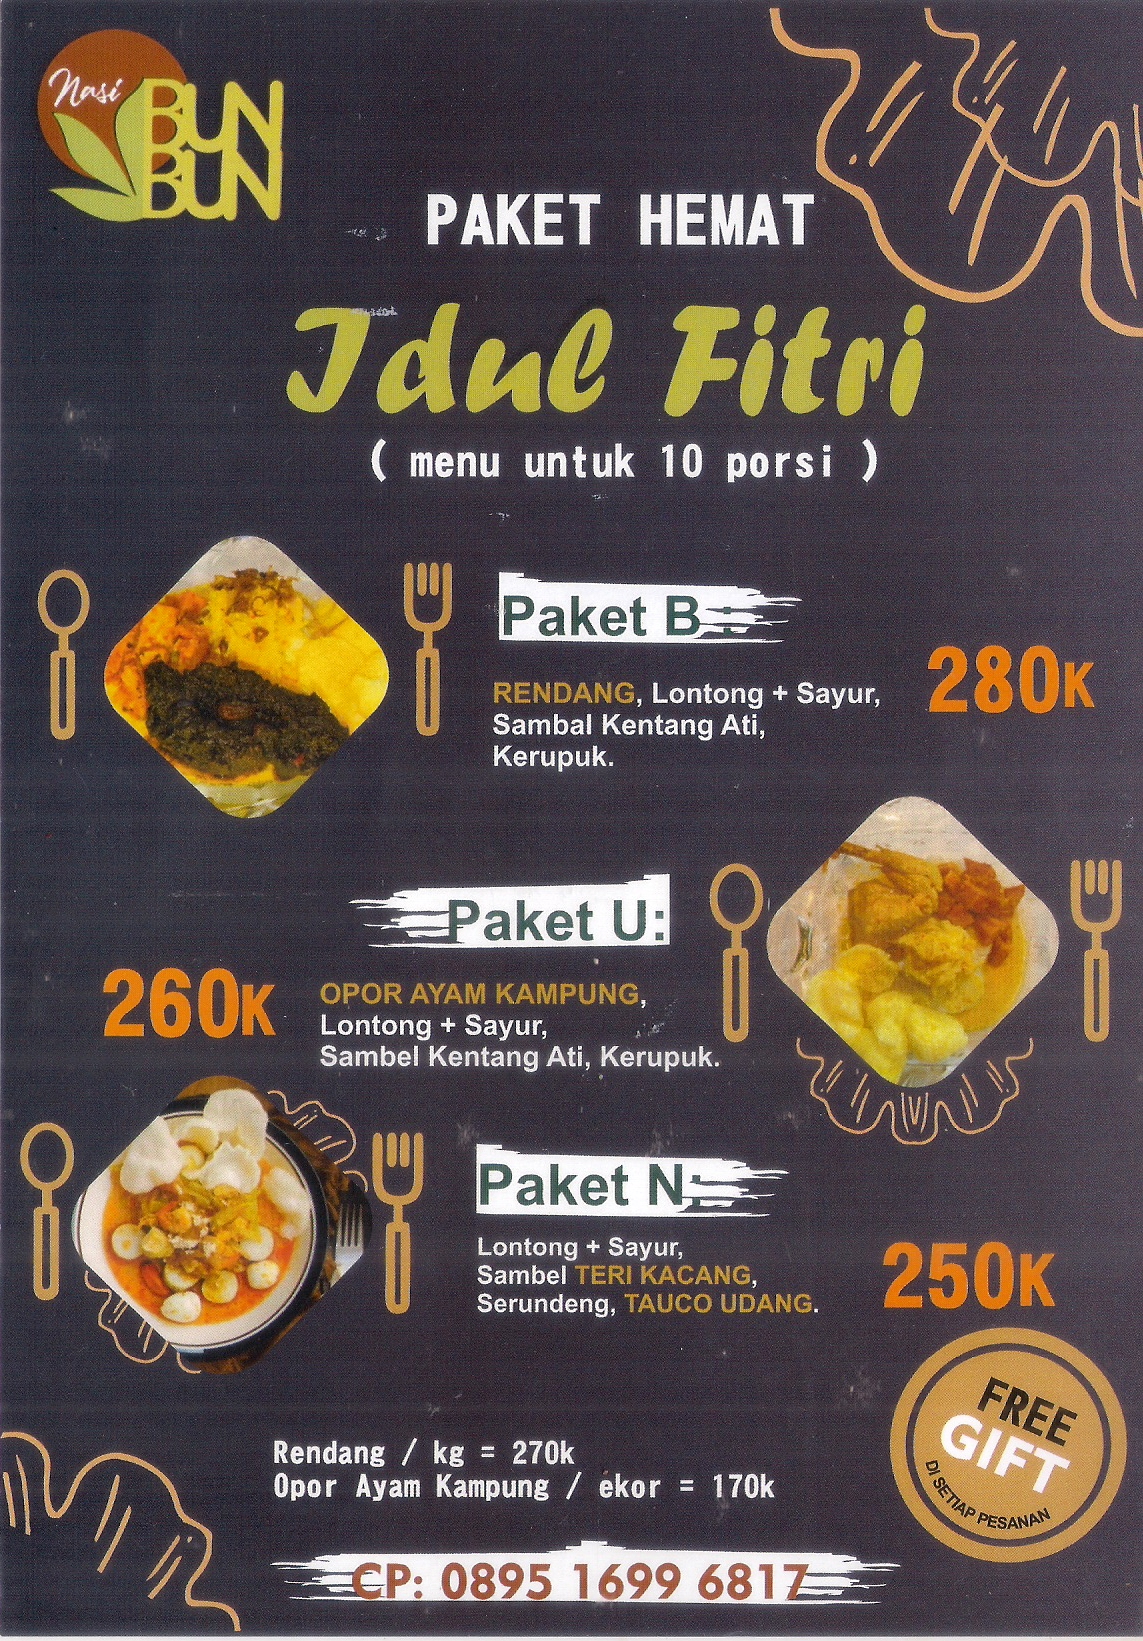 Nasi
BUN
BUN
PAKET HEMAT
Idul Fitri
( menu untuk 10 porsi )
Paket B :
RENDANG, Lontong + Sayur,
Sambal Kentang Ati,
Kerupuk.
280K
Paket U:
260K
OPOR AYAM KAMPUNG,
Lontong + Sayur,
Sambel Kentang Ati, Kerupuk.
Paket N:
Lontong + Sayur,
Sambel TERI KACANG,
Serundeng, TAUCO UDANG.
250K
FREE
GIFT
DI SETIAP PESANAN
Rendang / kg = 270k
Opor Ayam Kampung / ekor = 170k
CP: 0895 1699 6817